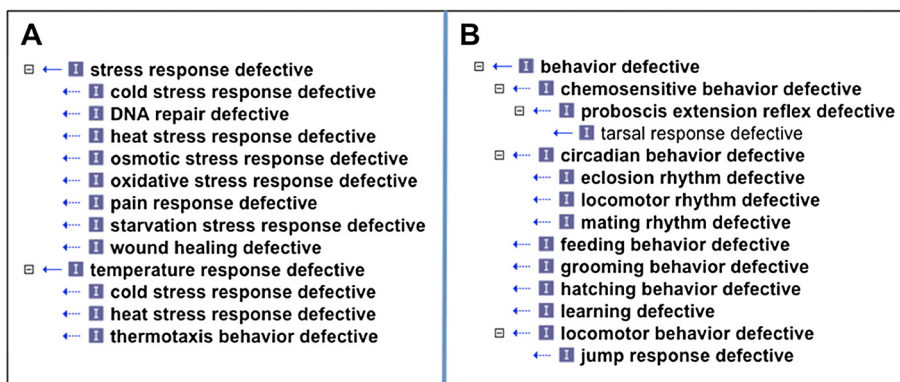 A
stress response defective
cold stress response defective
DNA repair defective
heat stress response defective
osmotic stress response defective
oxidative stress response defective
pain response defective
starvation stress response defective
wound healing defective
temperature response defective
cold stress response defective
heat stress response defective
thermotaxis behavior defective
B
behavior defective
chemosensitive behavior defective
proboscis extension reflex defective
tarsal response defective
circadian behavior defective
eclosion rhythm defective
locomotor rhythm defective
mating rhythm defective
feeding behavior defective
grooming behavior defective
hatching behavior defective
learning defective
locomotor behavior defective
jump response defective